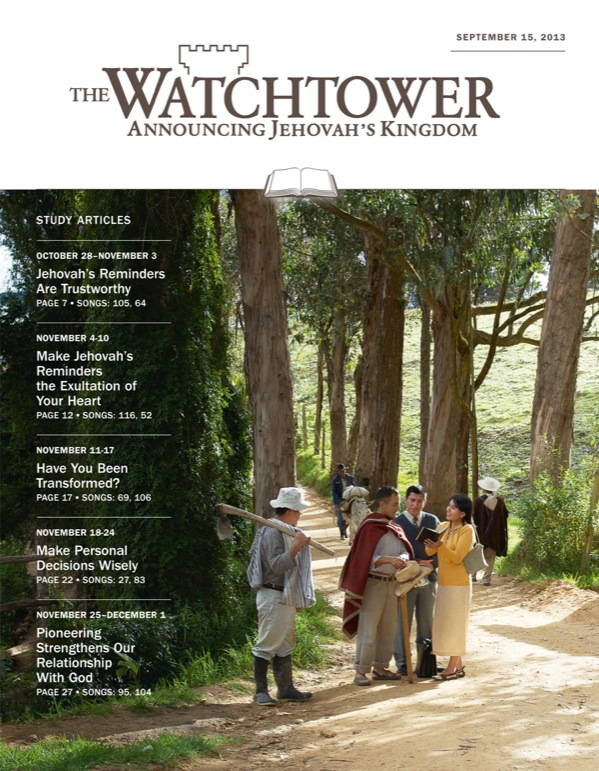 SEPTEMBER 15, 2013
THE WATCHTOWER
ANNOUNCING JEHOVAH'S KINGDOM
STUDY ARTICLES
OCTOBER 28–NOVEMBER 3
Jehovah's Reminders
Are Trustworthy
PAGE 7 • SONGS: 105, 64
NOVEMBER 4-10
Make Jehovah's
Reminders
the Exultation of
Your Heart
PAGE 12 • SONGS: 116, 52
NOVEMBER 11-17
Have You Been
Transformed?
PAGE 17 • SONGS: 69, 106
NOVEMBER 18-24
Make Personal
Decisions Wisely
PAGE 22 • SONGS: 27, 83
NOVEMBER 25–DECEMBER 1
Pioneering
Strengthens Our
Relationship
With God
PAGE 27 • SONGS: 95, 104